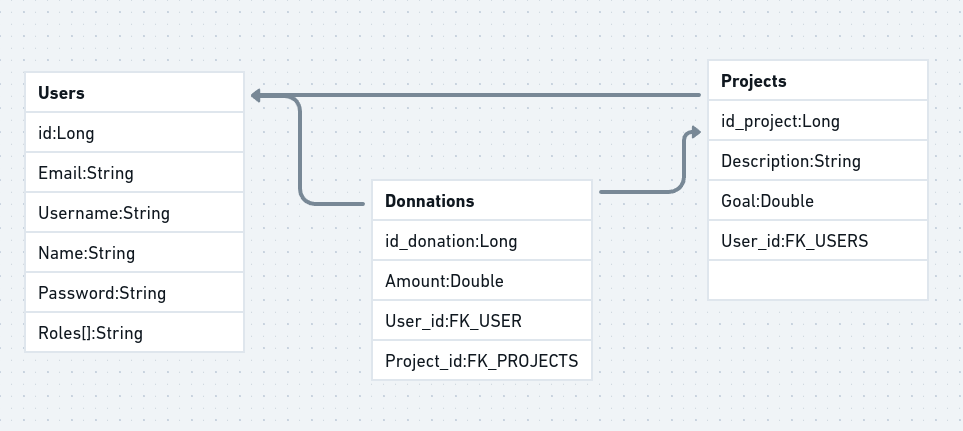 Users
id:Long
Email:String
Username:String
Name:String
Password:String
Roles[]:String
Donnations
id_donation:Long
Amount:Double
User_id:FK_USER
Project_id:FK_PROJECTS
Projects
id_project:Long
Description:String
Goal:Double
User_id:FK_USERS